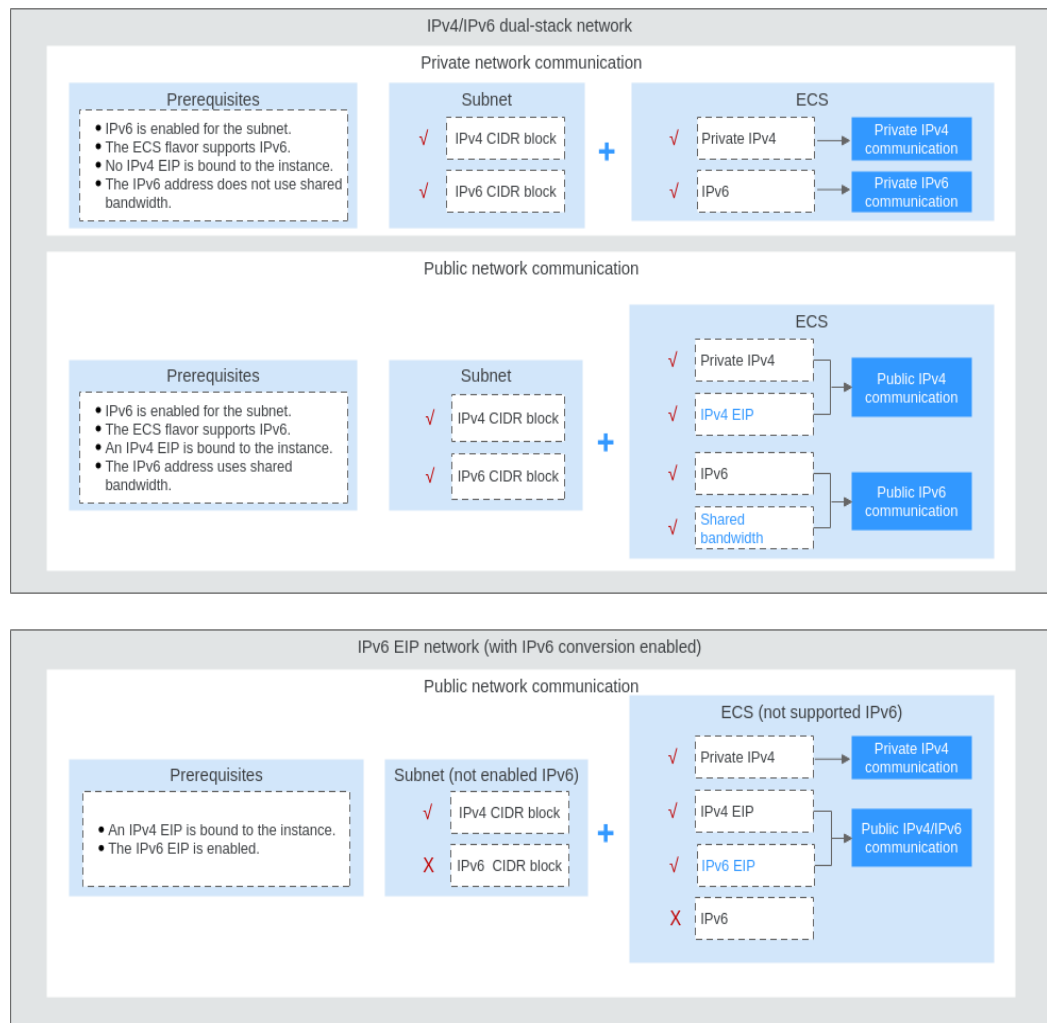 IPv4/IPv6 dual-stack network
Private network communication
Prerequisites
• IPv6 is enabled for the subnet.
• The ECS flavor supports IPv6.
• No IPv4 EIP is bound to the instance.
• The IPv6 address does not use shared
bandwidth.
Subnet
√ IPv4 CIDR block
√ IPv6 CIDR block
+
ECS
√ Private IPv4
Private IPv4
communication
√ IPv6
Private IPv6
communication
Public network communication
Prerequisites
• IPv6 is enabled for the subnet.
• The ECS flavor supports IPv6.
• An IPv4 EIP is bound to the instance.
• The IPv6 address uses shared
bandwidth.
Subnet
√ IPv4 CIDR block
√ IPv6 CIDR block
+
ECS
√ Private IPv4
√ IPv4 EIP
Public IPv4
communication
√ IPv6
√ Shared
bandwidth
Public IPv6
communication
IPv6 EIP network (with IPv6 conversion enabled)
Public network communication
Prerequisites
• An IPv4 EIP is bound to the instance.
• The IPv6 EIP is enabled.
Subnet (not enabled IPv6)
√ IPv4 CIDR block
X IPv6 CIDR block
+
ECS (not supported IPv6)
√ Private IPv4
Private IPv4
communication
√ IPv4 EIP
√ IPv6 EIP
Public IPv4/IPv6
communication
X IPv6